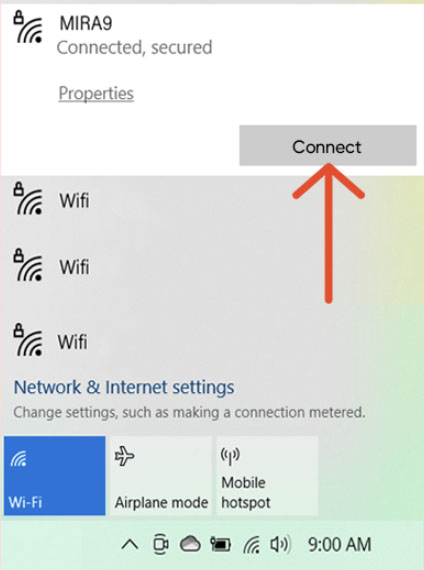 MIRA9
Connected, secured
Properties
Connect
Wifi
Wifi
Wifi
Network & Internet settings
Change settings, such as making a connection metered.
Wi-Fi
Airplane mode
Mobile
hotspot
9:00 AM